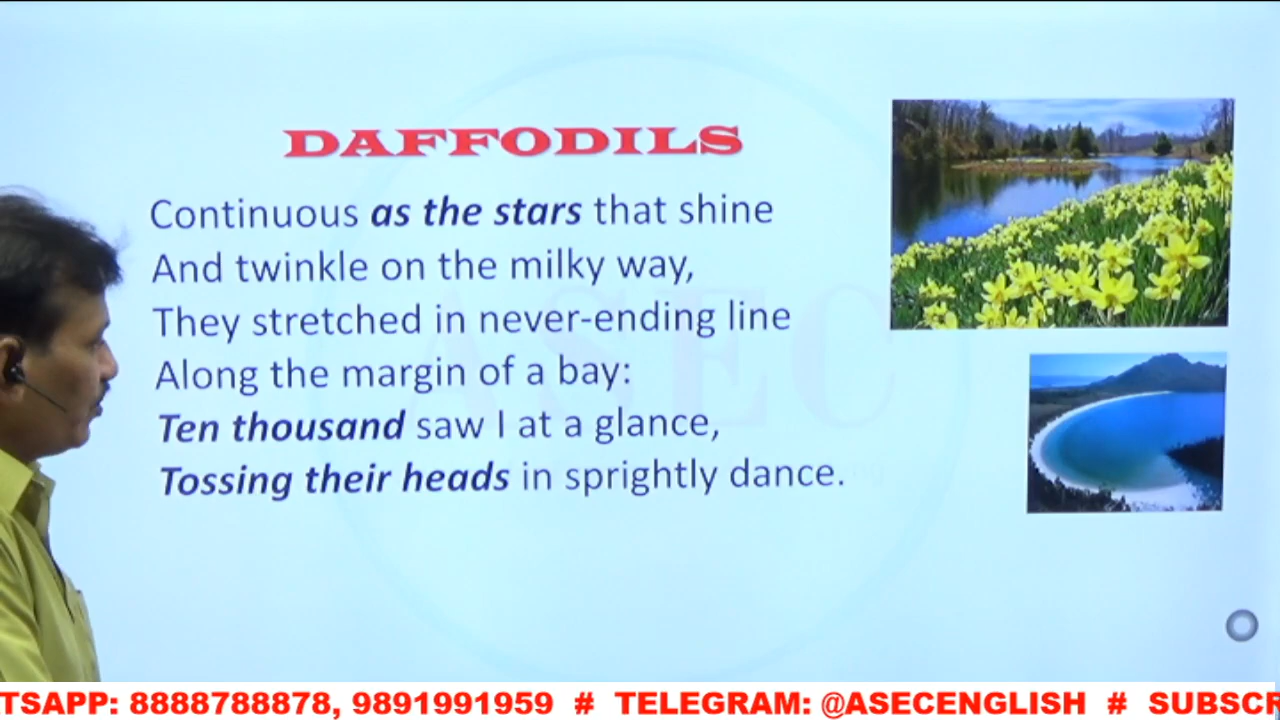 DAFFODILS
Continuous as the stars that shine
And twinkle on the milky way,
They stretched in never-ending line
Along the margin of a bay:
Ten thousand saw I at a glance,
Tossing their heads in sprightly dance.
ASEC
TSAPP: 8888788878, 9891991959 # TELEGRAM: @ASECENGLISH # SUBSCR